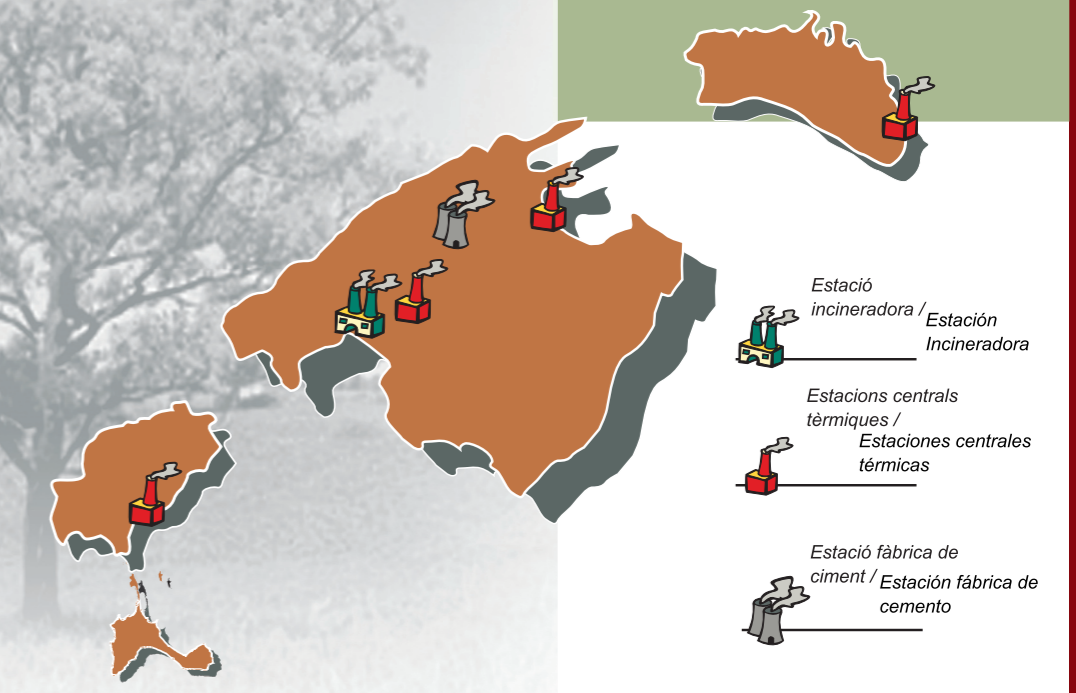 Estació
incineradora /
Estación
Incineradora
Estacions centrals
tèrmiques /
Estaciones centrales
térmicas
Estació fàbrica de
ciment /
Estación fábrica de
cemento